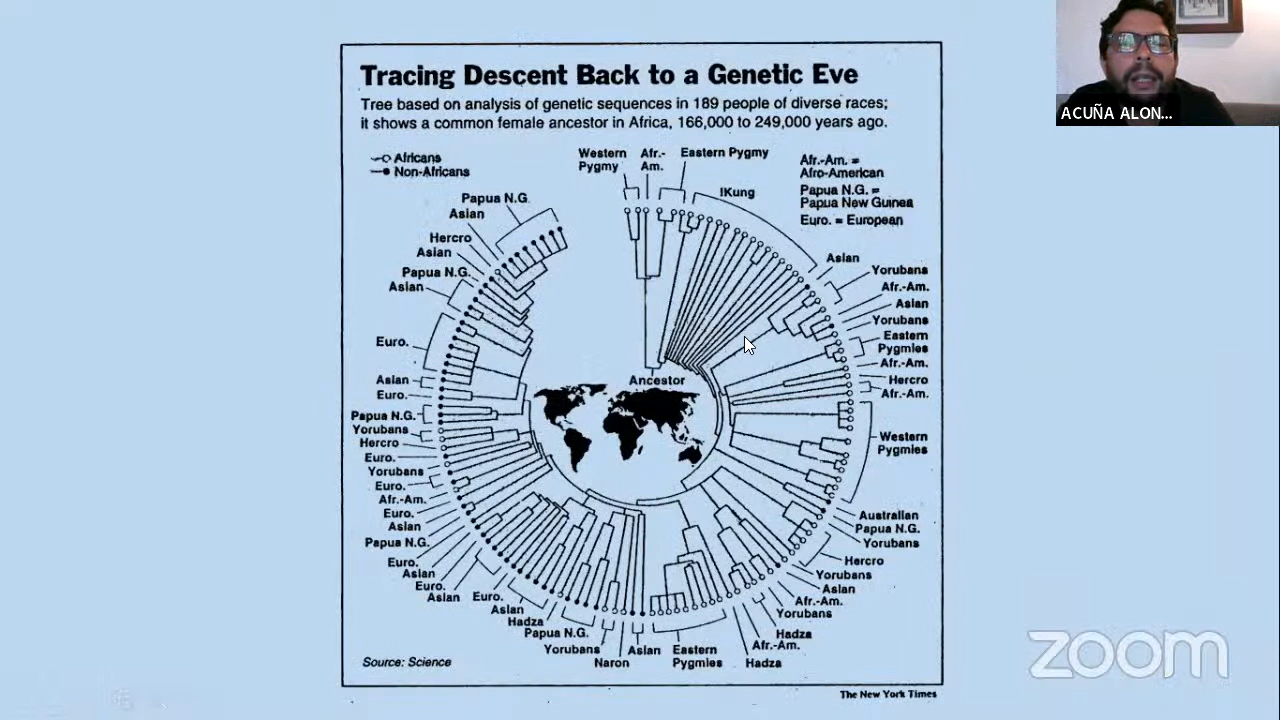 ACUÑA ALON...
Tracing Descent Back to a Genetic Eve
Tree based on analysis of genetic sequences in 189 people of diverse races;
it shows a common female ancestor in Africa, 166,000 to 249,000 years ago.
Africans
Non-Africans
Western
Pygmy
Afr.-
Am.
Eastern Pygmy
!Kung
Afr.-Am. =
Afro-American
Papua N.G. =
Papua New Guinea
Euro. = European
Asian
Yorubans
Afr.-Am.
Asian
Yorubans
Eastern
Pygmies
Afr.-Am.
Hercro
Afr.-Am.
Western
Pygmies
Australian
Papua N.G.
Yorubans
Hercro
Yorubans
Asian
Afr.-Am.
Yorubans
Hadza
Afr.-Am.
Hadza
Eastern
Pygmies
Asian
Naron
Yorubans
Papua N.G.
Hadza
Asian
Euro.
Asian
Euro.
Asian
Euro.
Papua N.G.
Asian
Euro.
Afr.-Am.
Euro.
Yorubans
Euro.
Hercro
Yorubans
Papua N.G.
Euro.
Asian
Euro.
Asian
Papua N.G.
Asian
Hercro
Asian
Papua N.G.
Ancestor
Source: Science
The New York Times
zoom